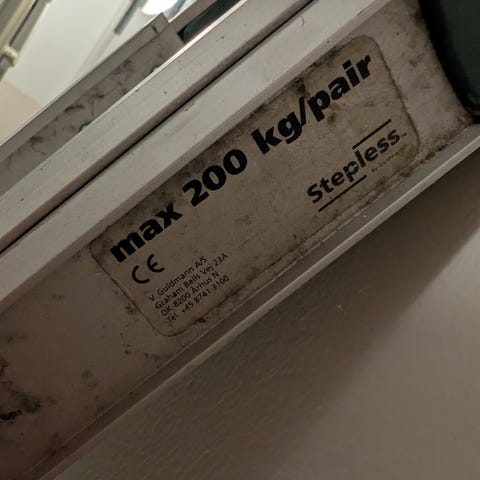 max 200 kg/pair
CE
Stepless
V. Guldmann A/S
Graham Bells Vej 23A
DK-8200 Århus N
Tel. +45 8741 3100